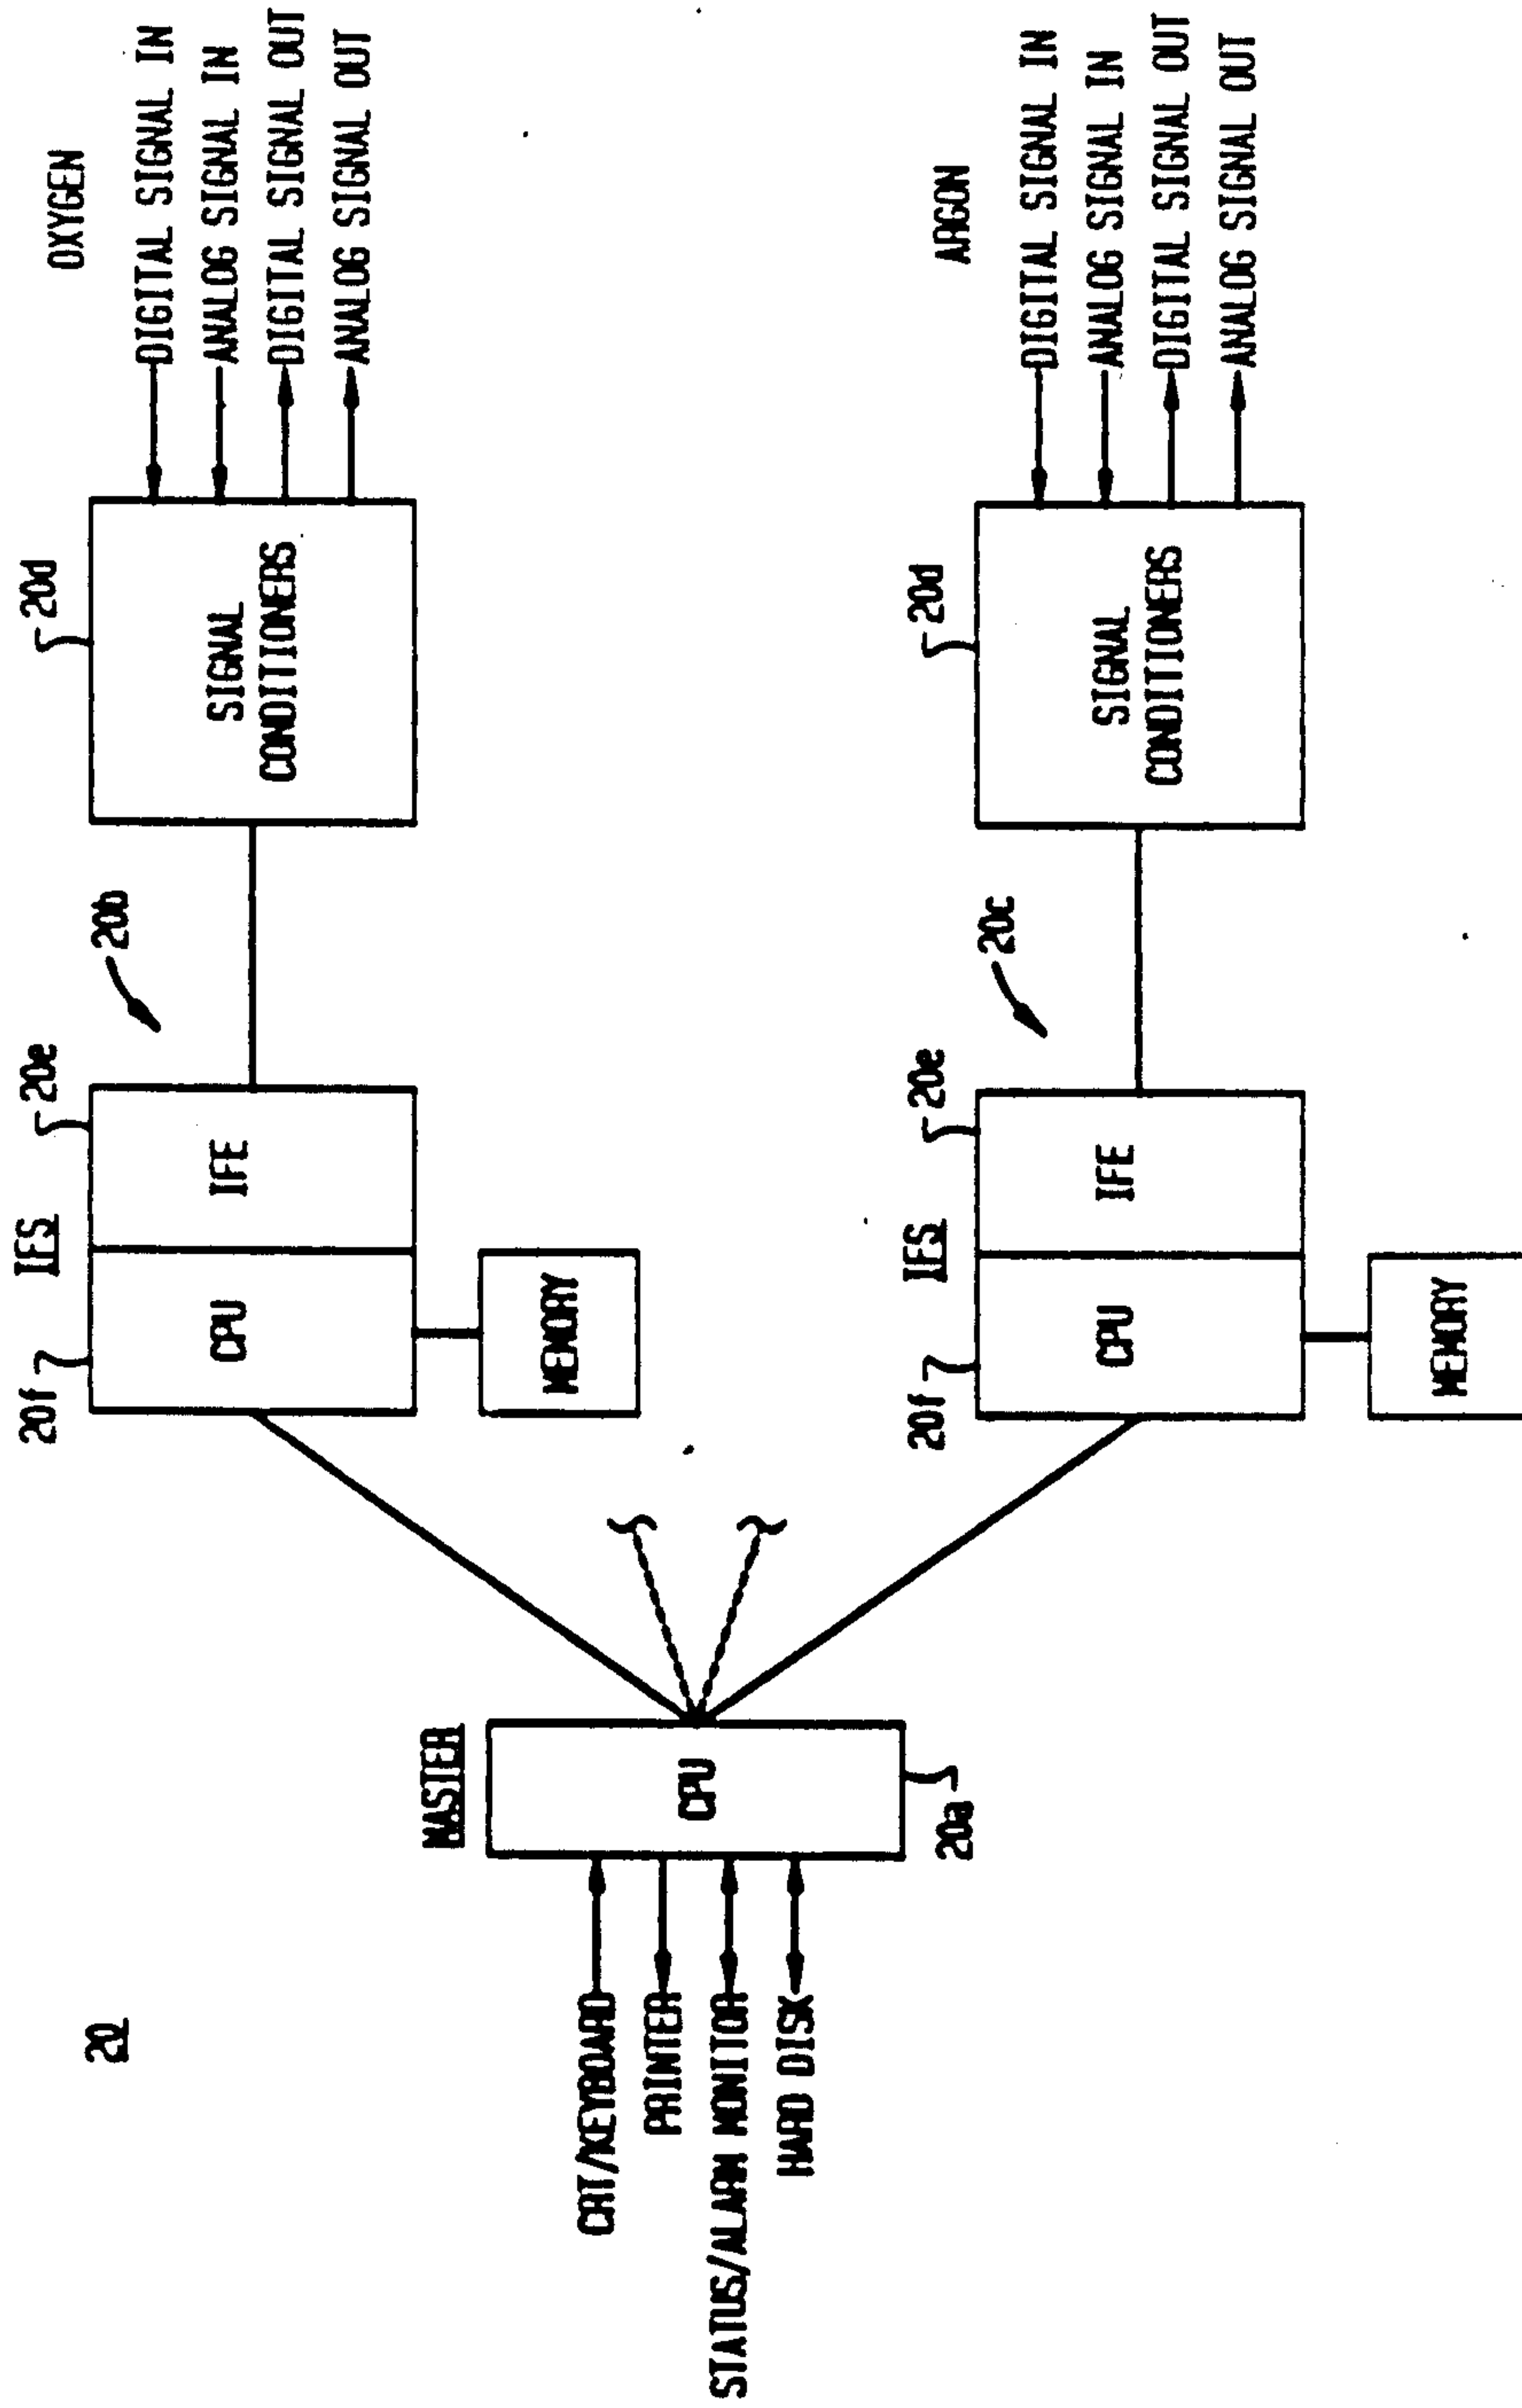 20
OXYGEN
IFS
20f
20e
20b
20d
CPU
IFE
SIGNAL
CONDITIONERS
DIGITAL SIGNAL IN
ANALOG SIGNAL IN
DIGITAL SIGNAL OUT
ANALOG SIGNAL OUT
MEMORY
MASTER
CRT/KEYBOARD
PRINTER
STATUS/ALARM MONITOR
HARD DISK
CPU
20a
ARGON
IFS
20f
20e
20c
20d
CPU
IFE
SIGNAL
CONDITIONERS
DIGITAL SIGNAL IN
ANALOG SIGNAL IN
DIGITAL SIGNAL OUT
ANALOG SIGNAL OUT
MEMORY